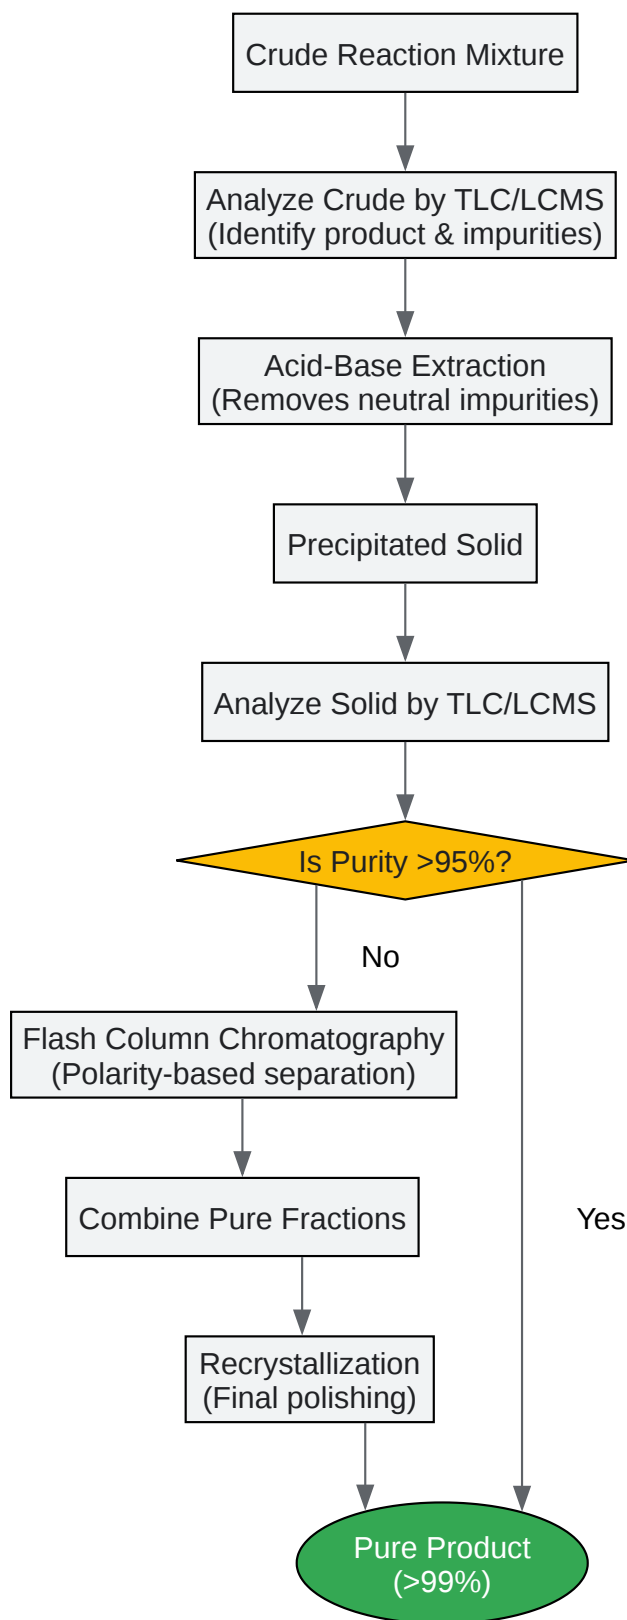 Crude Reaction Mixture
Analyze Crude by TLC/LCMS
(Identify product & impurities)
Acid-Base Extraction
(Removes neutral impurities)
Precipitated Solid
Analyze Solid by TLC/LCMS
Is Purity >95%?
No
Flash Column Chromatography
(Polarity-based separation)
Combine Pure Fractions
Yes
Recrystallization
(Final polishing)
Pure Product
(>99%)